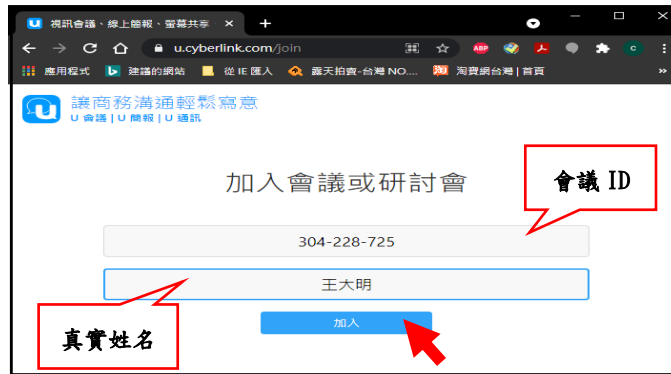 視訊會議、線上簡報、螢幕共享
u.cyberlink.com/join
ABP
c
應用程式 建議的網站 從 IE 匯入 露天拍賣-台灣 NO.... 淘寶網台灣 | 首頁 »
讓商務溝通輕鬆寫意
U 會議 | U 簡報 | U 通訊
加入會議或研討會
會議 ID
304-228-725
王大明
加入
真實姓名